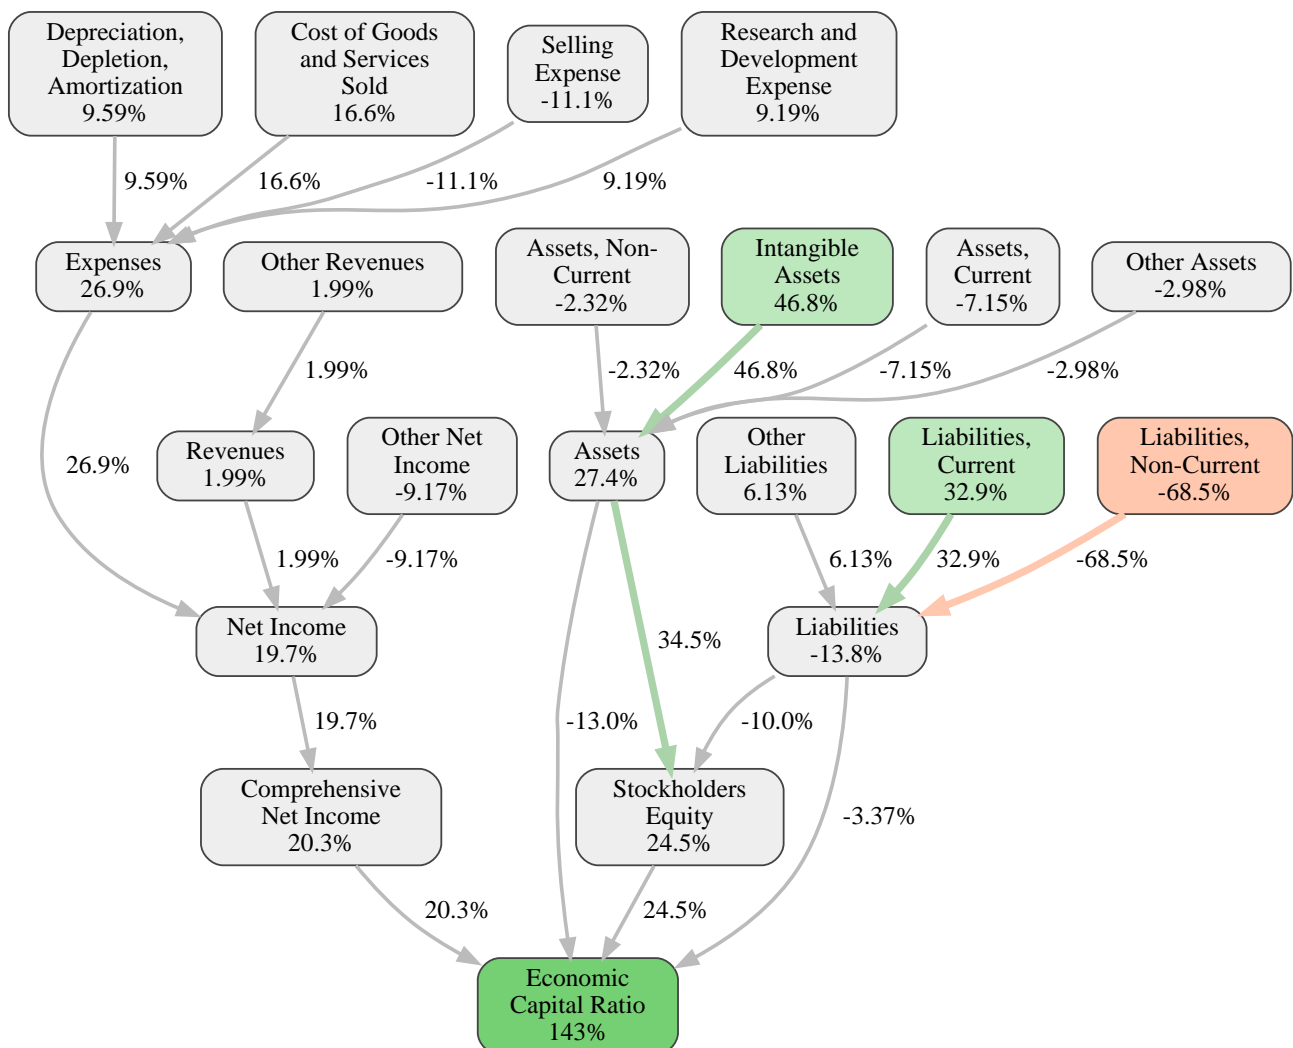 Depreciation,
Depletion,
Amortization
9.59%
Cost of Goods
and Services
Sold
16.6%
Selling
Expense
-11.1%
Research and
Development
Expense
9.19%
9.59%
16.6%
-11.1%
9.19%
Expenses
26.9%
Other Revenues
1.99%
Assets, Non-
Current
-2.32%
Intangible
Assets
46.8%
Assets,
Current
-7.15%
Other Assets
-2.98%
1.99%
-2.32%
46.8%
-7.15%
-2.98%
26.9%
Revenues
1.99%
Other Net
Income
-9.17%
Assets
27.4%
Other
Liabilities
6.13%
Liabilities,
Current
32.9%
Liabilities,
Non-Current
-68.5%
1.99%
-9.17%
6.13%
32.9%
-68.5%
Net Income
19.7%
34.5%
Liabilities
-13.8%
19.7%
-13.0%
-10.0%
Comprehensive
Net Income
20.3%
Stockholders
Equity
24.5%
-3.37%
20.3%
24.5%
Economic
Capital Ratio
143%